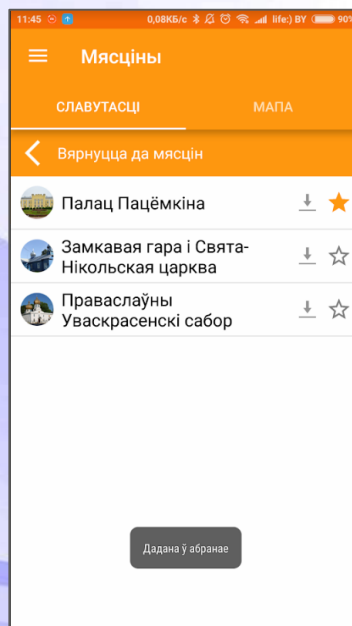 11:45 0,08КБ/с life:) BY 90%
Мясціны
СЛАВУТАСЦІ МАПА
Вярнуцца да мясцін
Палац Пацёмкіна
Замкавая гара і Свята-
Нікольская царква
Праваслаўны
Уваскрасенскі сабор
Дадана ў абранае